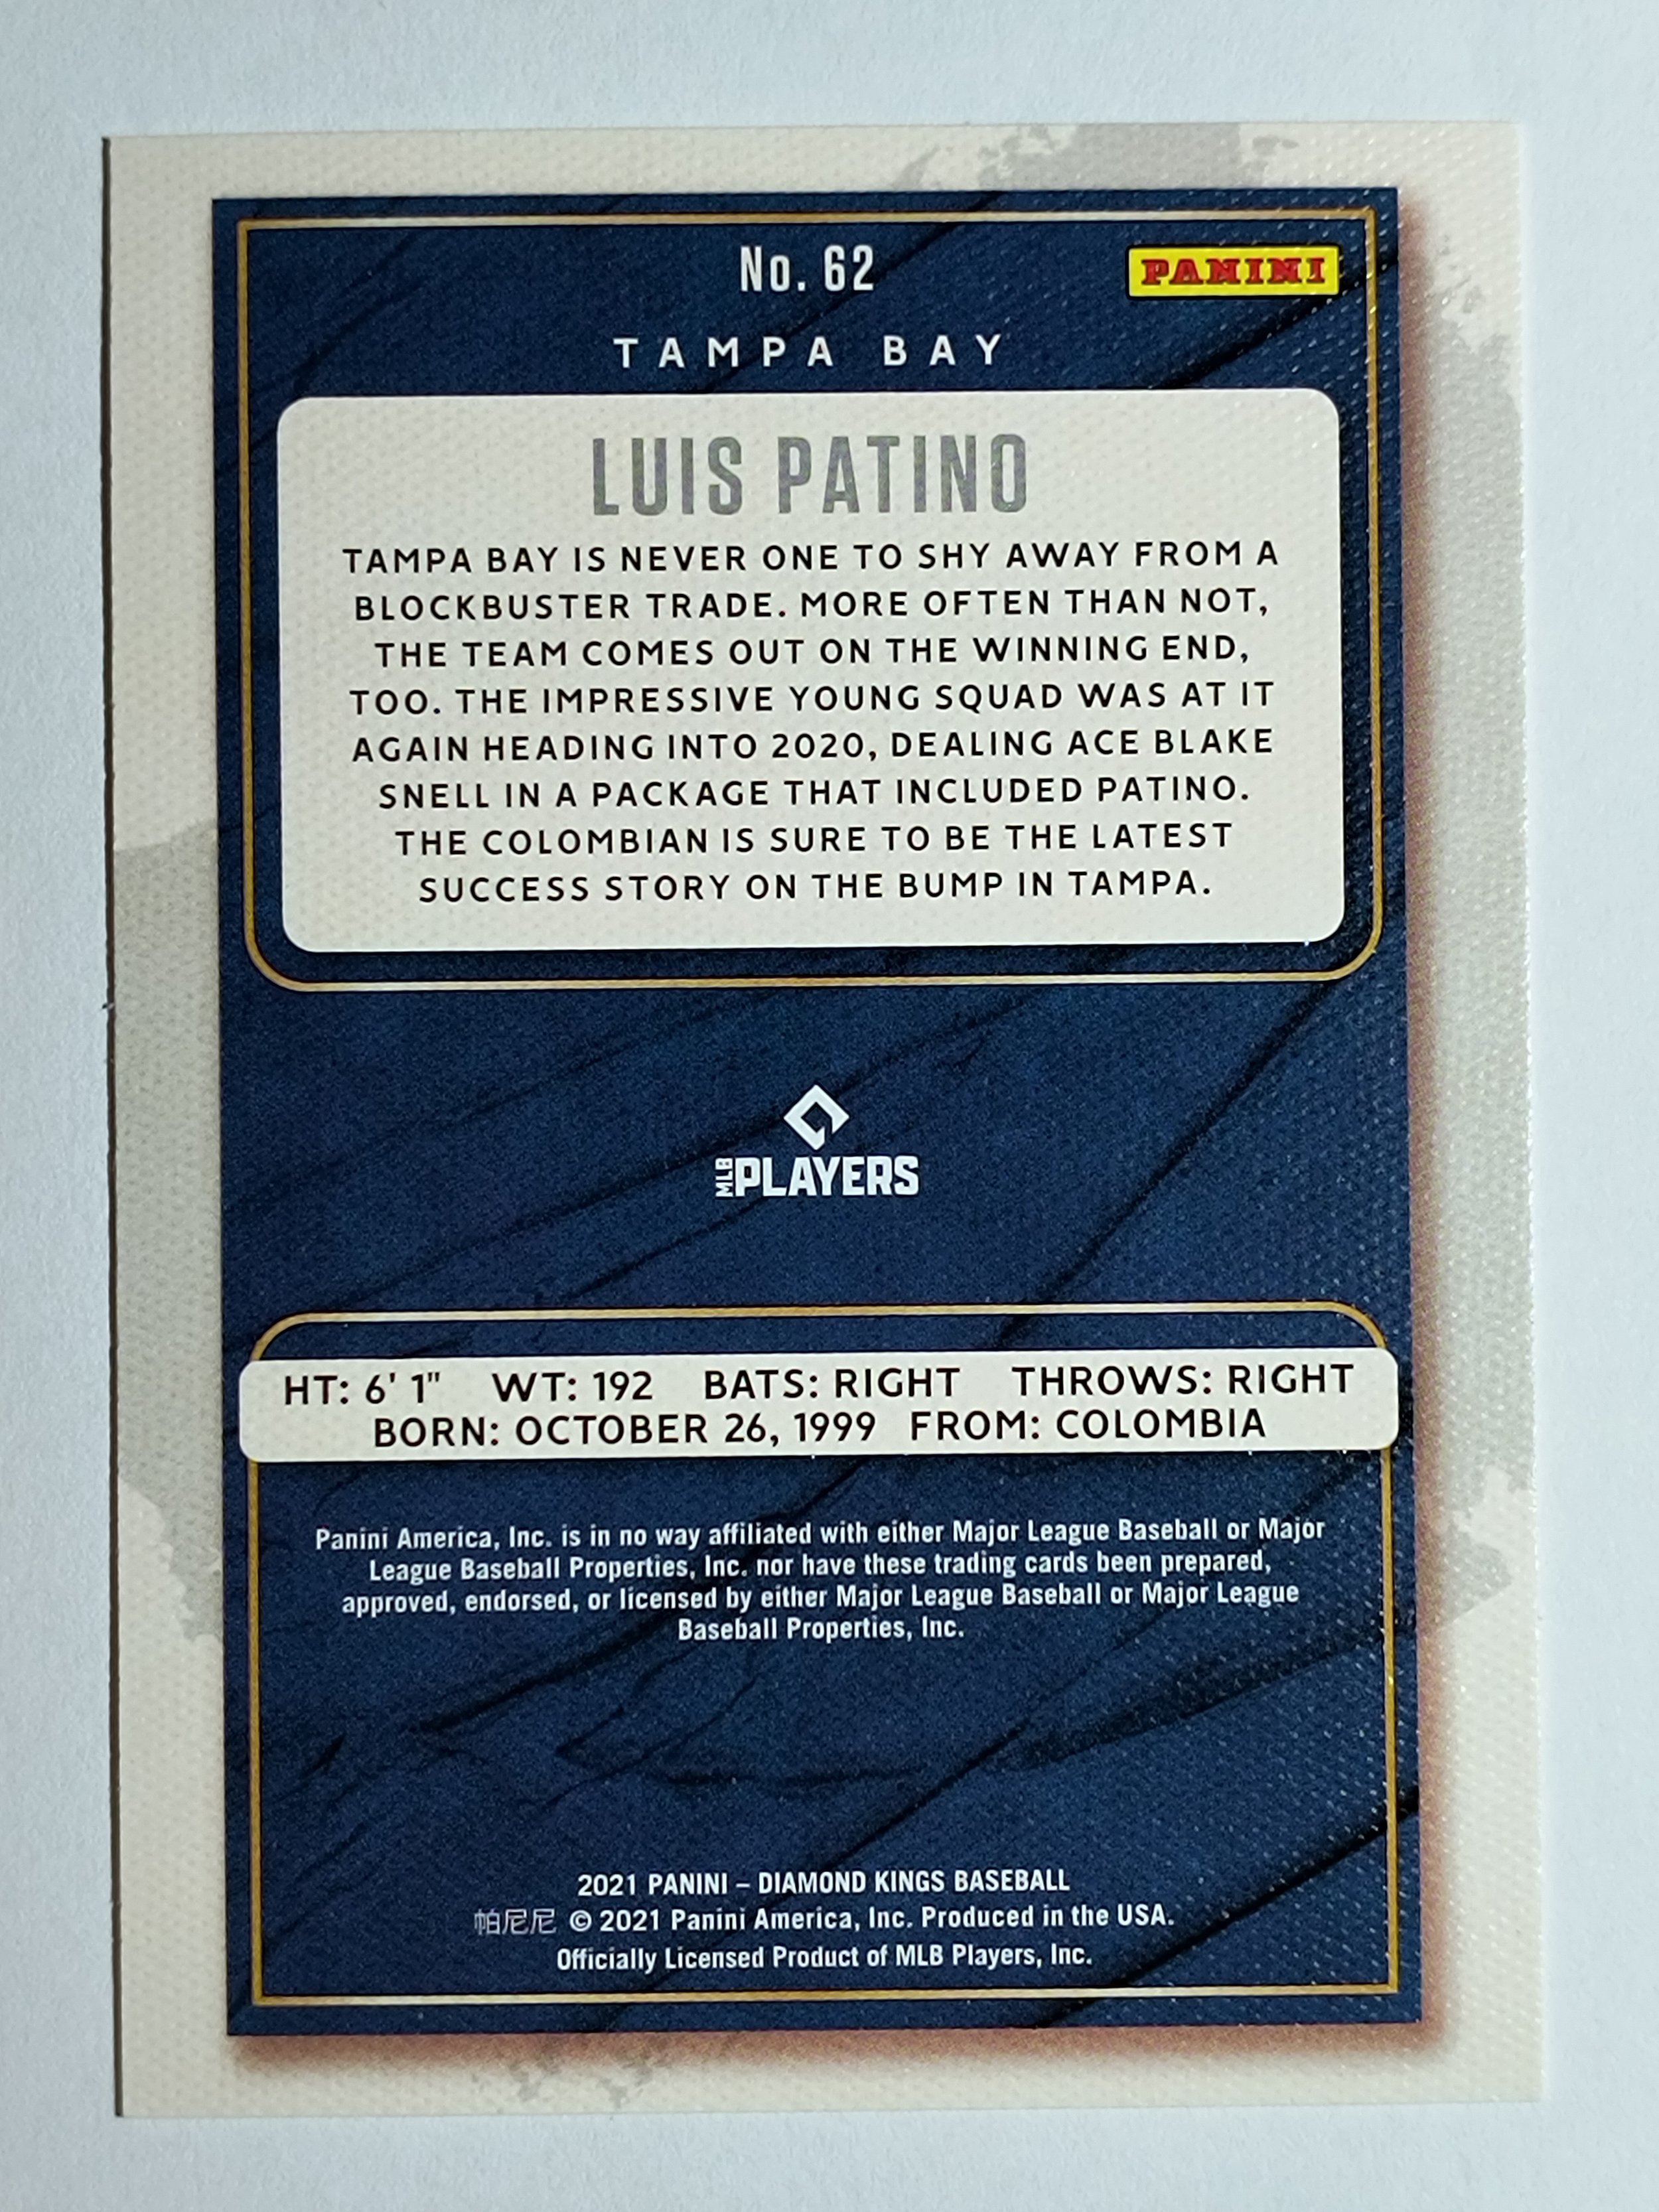 No. 62
PANINI
TAMPA BAY
LUIS PATINO
TAMPA BAY IS NEVER ONE TO SHY AWAY FROM A
BLOCKBUSTER TRADE. MORE OFTEN THAN NOT,
THE TEAM COMES OUT ON THE WINNING END,
TOO. THE IMPRESSIVE YOUNG SQUAD WAS AT IT
AGAIN HEADING INTO 2020, DEALING ACE BLAKE
SNELL IN A PACKAGE THAT INCLUDED PATINO.
THE COLOMBIAN IS SURE TO BE THE LATEST
SUCCESS STORY ON THE BUMP IN TAMPA.
MLB PLAYERS
HT: 6' 1" WT: 192 BATS: RIGHT THROWS: RIGHT
BORN: OCTOBER 26, 1999 FROM: COLOMBIA
Panini America, Inc. is in no way affiliated with either Major League Baseball or Major
League Baseball Properties, Inc. nor have these trading cards been prepared,
approved, endorsed, or licensed by either Major League Baseball or Major League
Baseball Properties, Inc.
2021 PANINI – DIAMOND KINGS BASEBALL
帕尼尼 © 2021 Panini America, Inc. Produced in the USA.
Officially Licensed Product of MLB Players, Inc.